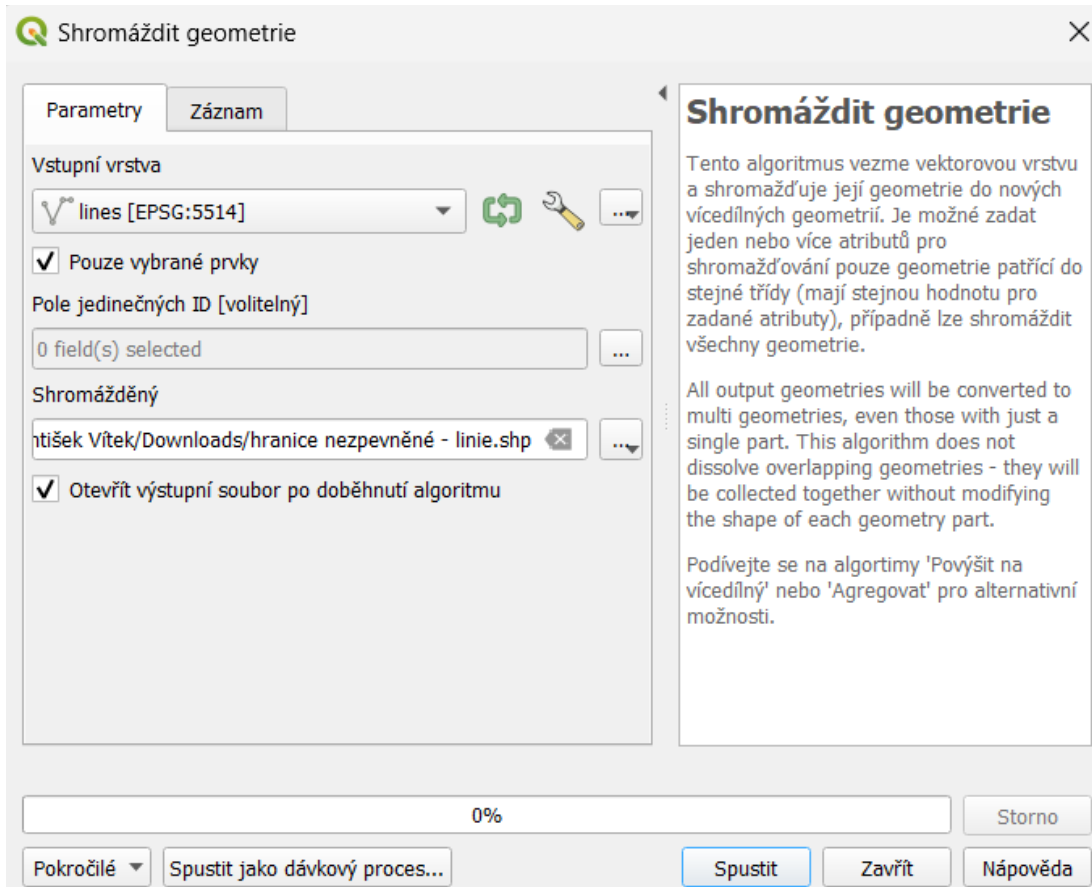 Shromáždit geometrie
Parametry
Záznam
Vstupní vrstva
lines [EPSG:5514]
...
Pouze vybrané prvky
Pole jedinečných ID [volitelný]
0 field(s) selected
...
Shromážděný
ntišek Vítek/Downloads/hranice nezpevněné - linie.shp
...
Otevřít výstupní soubor po doběhnutí algoritmu
Shromáždit geometrie
Tento algoritmus vezme vektorovou vrstvu
a shromažďuje její geometrie do nových
vícedílných geometrií. Je možné zadat
jeden nebo více atributů pro
shromažďování pouze geometrie patřící do
stejné třídy (mají stejnou hodnotu pro
zadané atributy), případně lze shromáždit
všechny geometrie.
All output geometries will be converted to
multi geometries, even those with just a
single part. This algorithm does not
dissolve overlapping geometries - they will
be collected together without modifying
the shape of each geometry part.
Podívejte se na algortimy 'Povýšit na
vícedílný' nebo 'Agregovat' pro alternativní
možnosti.
0%
Storno
Pokročilé
Spustit jako dávkový proces...
Spustit
Zavřít
Nápověda